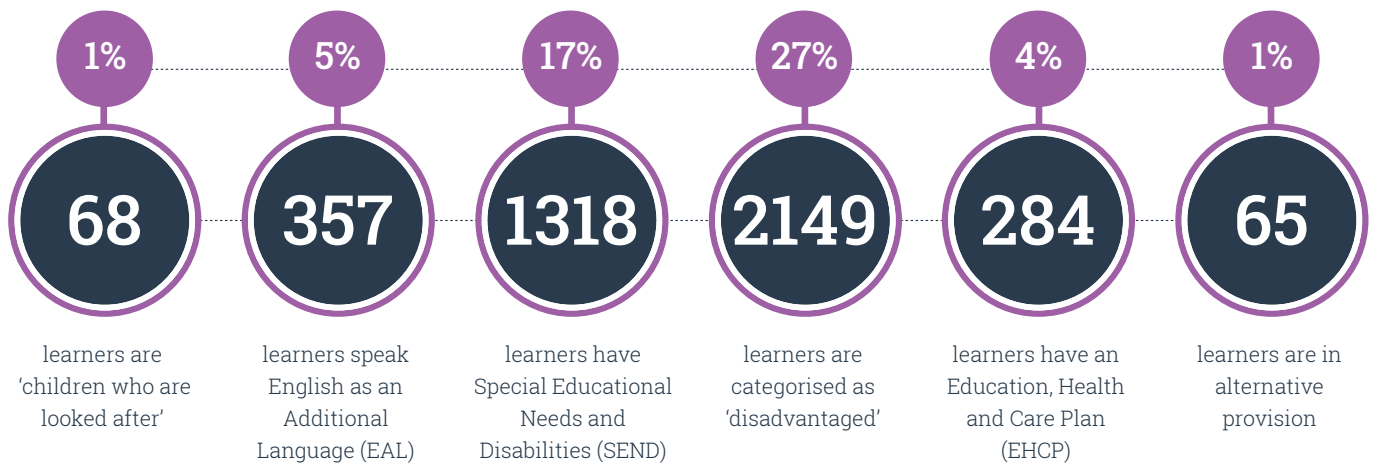 1%
68
learners are
‘children who are
looked after’
5%
357
learners speak
English as an
Additional
Language (EAL)
17%
1318
learners have
Special Educational
Needs and
Disabilities (SEND)
27%
2149
learners are
categorised as
‘disadvantaged’
4%
284
learners have an
Education, Health
and Care Plan
(EHCP)
1%
65
learners are in
alternative
provision